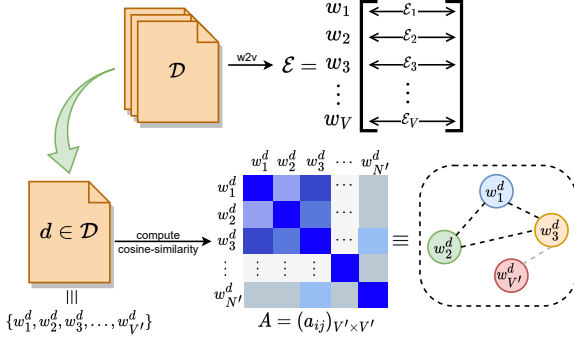 𝒟
w2v
ℰ =
w₁ ℰ₁
w₂ ℰ₂
w₃ ℰ₃
⋮ ⋮
w_V ℰ_V
d ∈ 𝒟
|||
{w₁ᵈ, w₂ᵈ, w₃ᵈ, . . . , w_{V'}ᵈ}
compute
cosine-similarity
w₁ᵈ w₂ᵈ w₃ᵈ ⋯ w_{N'}ᵈ
w₁ᵈ ⋯
w₂ᵈ ⋯
w₃ᵈ ⋯
⋮ ⋮ ⋮ ⋮ ⋮
w_{N'}ᵈ ⋯
A = (a_{ij})_{V'×V'}
≡
w₁ᵈ
w₂ᵈ
w₃ᵈ
w_{V'}ᵈ